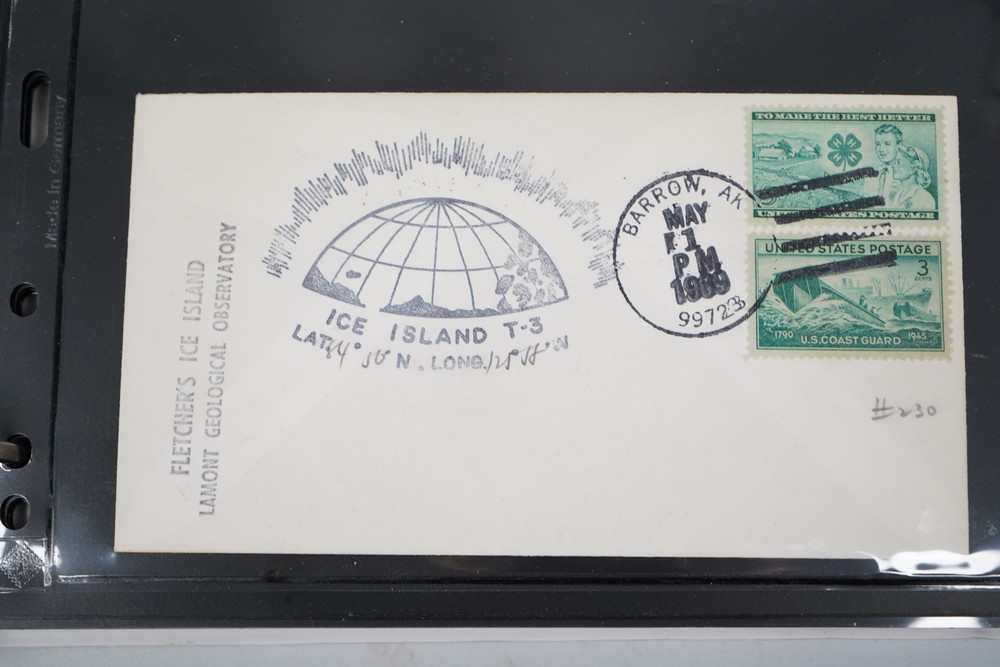 Made in Germany
FLETCHER'S ICE ISLAND
LAMONT GEOLOGICAL OBSERVATORY
ICE ISLAND T-3
LAT. 84 ° N. LONG. 125 ° W
BARROW, AK
MAY
1
P.M
1969
99723
TO MAKE THE BEST BETTER
UNITED STATES POSTAGE
UNITED STATES POSTAGE
3
CENTS
1790 U.S. COAST GUARD 1945
#230